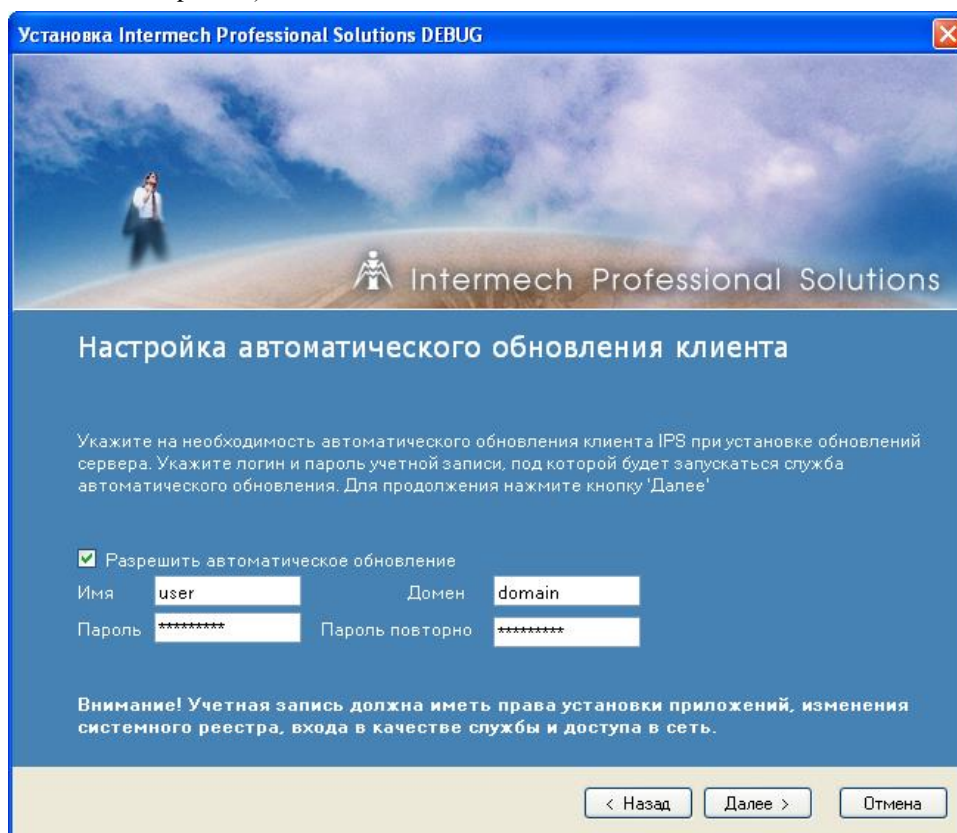 Установка Intermech Professional Solutions DEBUG
Intermech Professional Solutions
Настройка автоматического обновления клиента
Укажите на необходимость автоматического обновления клиента IPS при установке обновлений
сервера. Укажите логин и пароль учетной записи, под которой будет запускаться служба
автоматического обновления. Для продолжения нажмите кнопку 'Далее'
Разрешить автоматическое обновление
Имя user Домен domain
Пароль ********* Пароль повторно *********
Внимание! Учетная запись должна иметь права установки приложений, изменения
системного реестра, входа в качестве службы и доступа в сеть.
< Назад Далее > Отмена